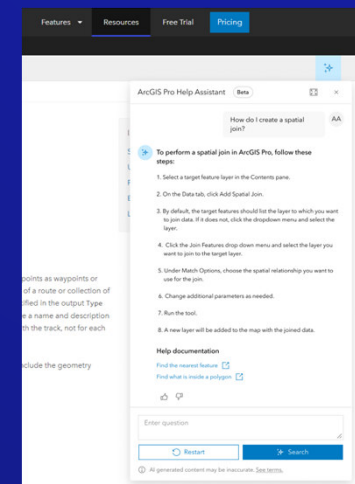 Features
Resources
Free Trial
Pricing
ArcGIS Pro Help Assistant
Beta
How do I create a spatial
join?
AA
To perform a spatial join in ArcGIS Pro, follow these
steps:
1. Select a target feature layer in the Contents pane.
2. On the Data tab, click Add Spatial Join.
3. By default, the target features should list the layer to which you want
to join data. If it does not, click the dropdown menu and select the
layer.
4. Click the Join Features drop down menu and select the layer you
want to join to the target layer.
5. Under Match Options, choose the spatial relationship you want to
use for the join.
6. Change additional parameters as needed.
7. Run the tool.
8. A new layer will be added to the map with the joined data.
Help documentation
Find the nearest feature
Find what is inside a polygon
points as waypoints or
of a route or collection of
ified in the output Type
e a name and description
th the track, not for each
clude the geometry
Enter question
Restart
Search
AI generated content may be inaccurate. See terms.